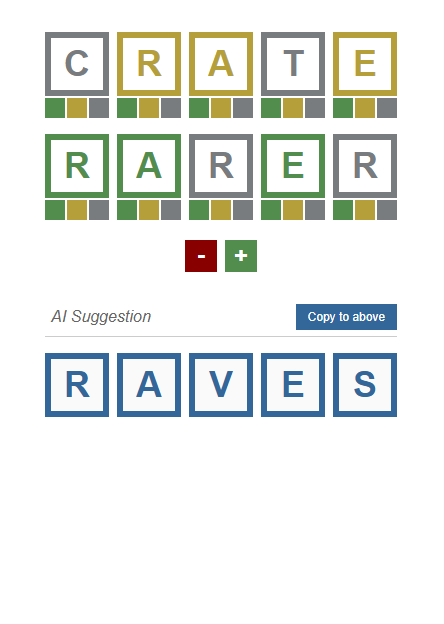 C R A T E
R A R E R
- +
AI Suggestion Copy to above
R A V E S